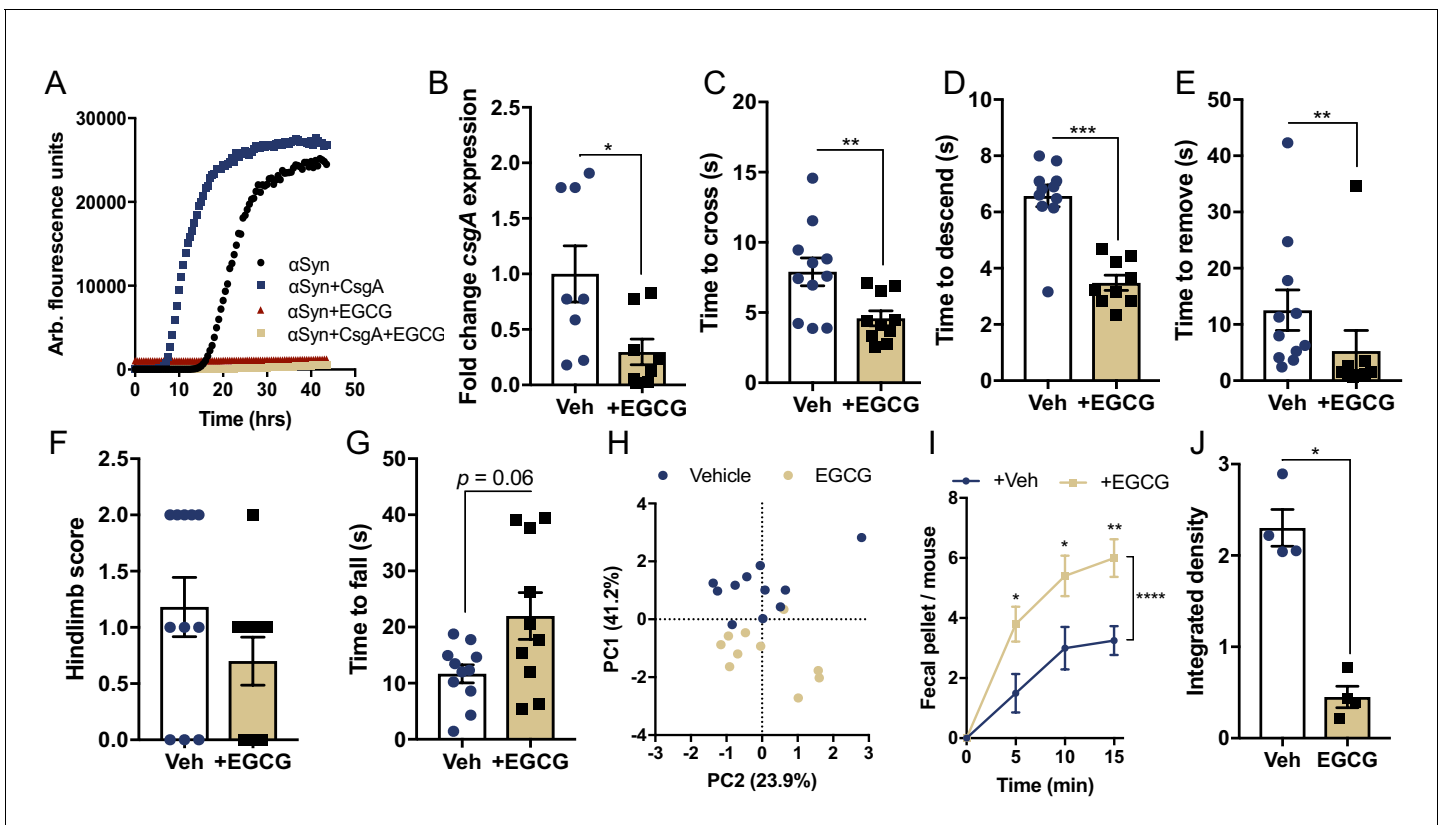 A
Arb. flourescence units
30000
20000
10000
0
0 10 20 30 40 50
Time (hrs)
αSyn
αSyn+CsgA
αSyn+EGCG
αSyn+CsgA+EGCG
B
Fold change csgA expression
2.5
2.0
1.5
1.0
0.5
0.0
*
Veh +EGCG
C
Time to cross (s)
20
15
10
5
0
**
Veh +EGCG
D
Time to descend (s)
10
8
6
4
2
0
***
Veh +EGCG
E
Time to remove (s)
50
40
30
20
10
0
**
Veh +EGCG
F
Hindlimb score
2.5
2.0
1.5
1.0
0.5
0.0
Veh +EGCG
G
Time to fall (s)
50
40
30
20
10
0
p = 0.06
Veh +EGCG
H
Vehicle EGCG
PC1 (41.2%)
4
2
0
-2
-4
-3 -2 -1 0 1 2 3
PC2 (23.9%)
I
+Veh +EGCG
Fecal pellet / mouse
8
6
4
2
0
* * **
****
0 5 10 15
Time (min)
J
Integrated density
3
2
1
0
*
Veh EGCG